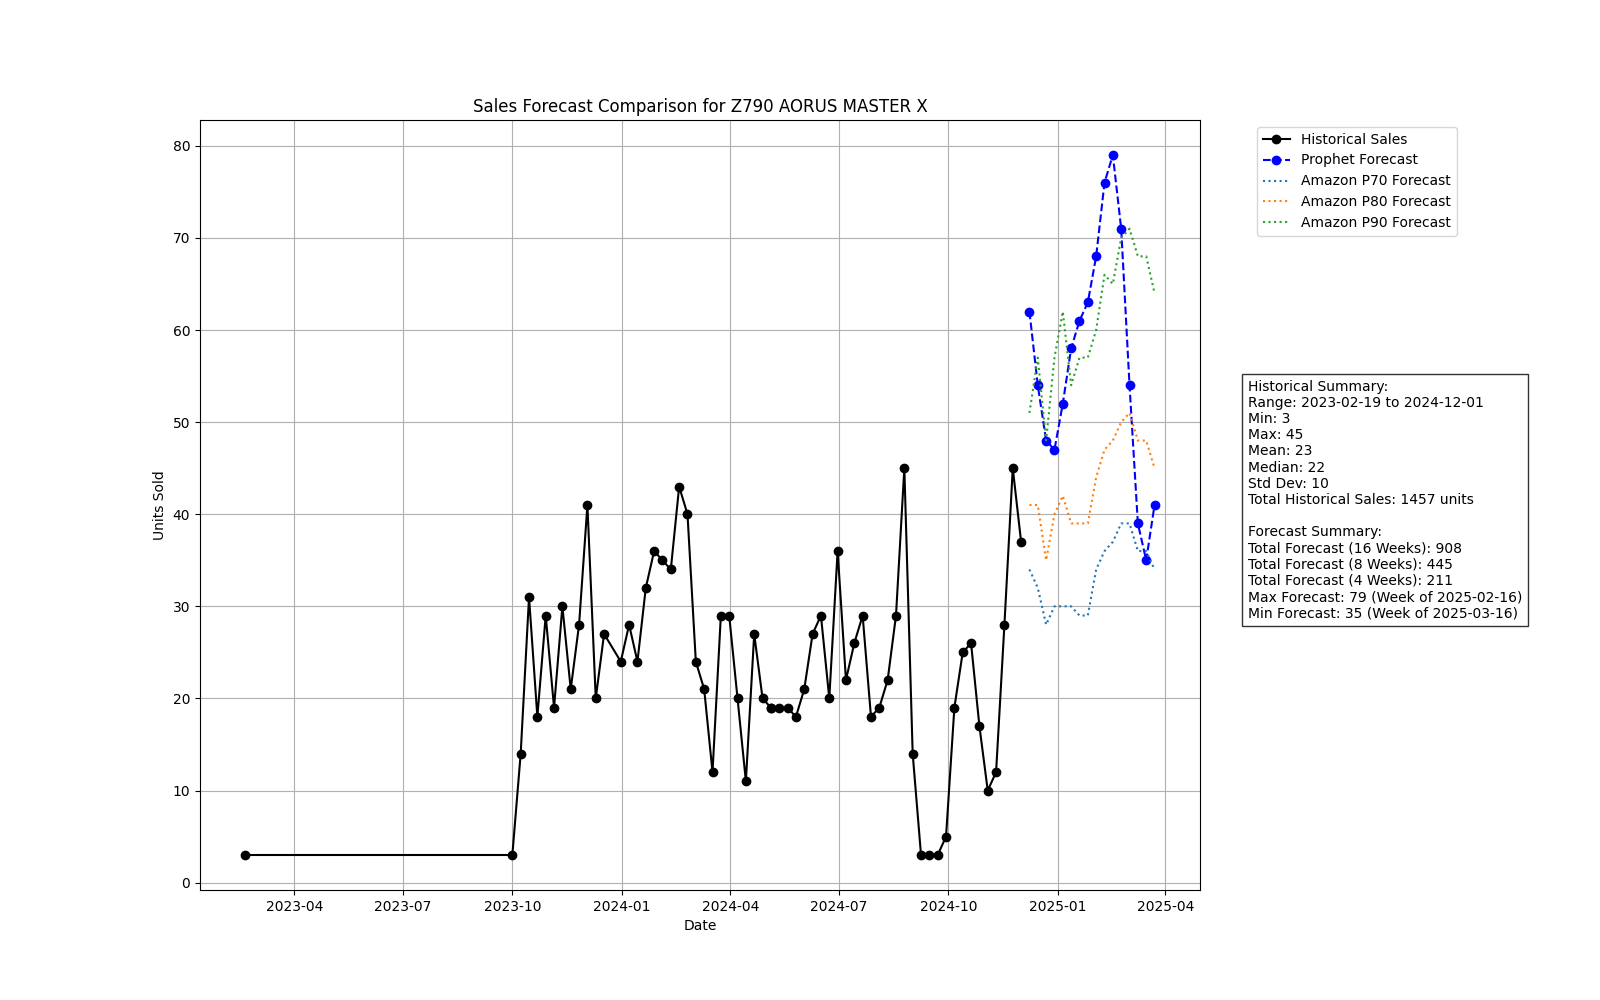 Sales Forecast Comparison for Z790 AORUS MASTER X
Units Sold
80
70
60
50
40
30
20
10
0
2023-04
2023-07
2023-10
2024-01
2024-04
2024-07
2024-10
2025-01
2025-04
Date
Historical Sales
Prophet Forecast
Amazon P70 Forecast
Amazon P80 Forecast
Amazon P90 Forecast
Historical Summary:
Range: 2023-02-19 to 2024-12-01
Min: 3
Max: 45
Mean: 23
Median: 22
Std Dev: 10
Total Historical Sales: 1457 units
Forecast Summary:
Total Forecast (16 Weeks): 908
Total Forecast (8 Weeks): 445
Total Forecast (4 Weeks): 211
Max Forecast: 79 (Week of 2025-02-16)
Min Forecast: 35 (Week of 2025-03-16)